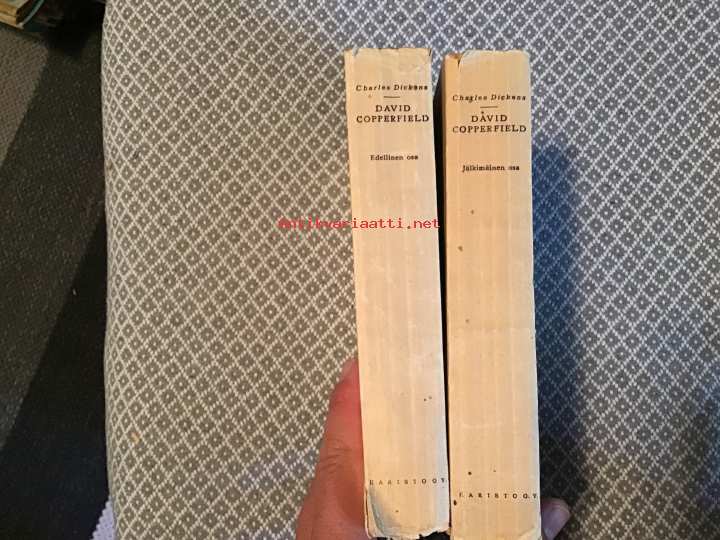 Charles Dickens
DAVID
COPPERFIELD
Edellinen osa
KARISTO O.Y.
Charles Dickens
DAVID
COPPERFIELD
Jälkimäinen osa
KARISTO O.Y.
antikvariaatti.net